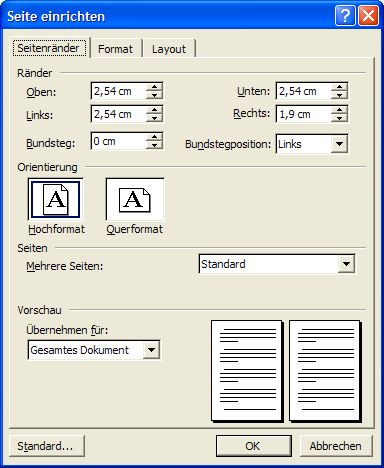 Seite einrichten
Seitenränder Format Layout
Ränder
Oben: 2,54 cm Unten: 2,54 cm
Links: 2,54 cm Rechts: 1,9 cm
Bundsteg: 0 cm Bundstegposition: Links
Orientierung
A A
Hochformat Querformat
Seiten
Mehrere Seiten: Standard
Vorschau
Übernehmen für:
Gesamtes Dokument
Standard... OK Abbrechen